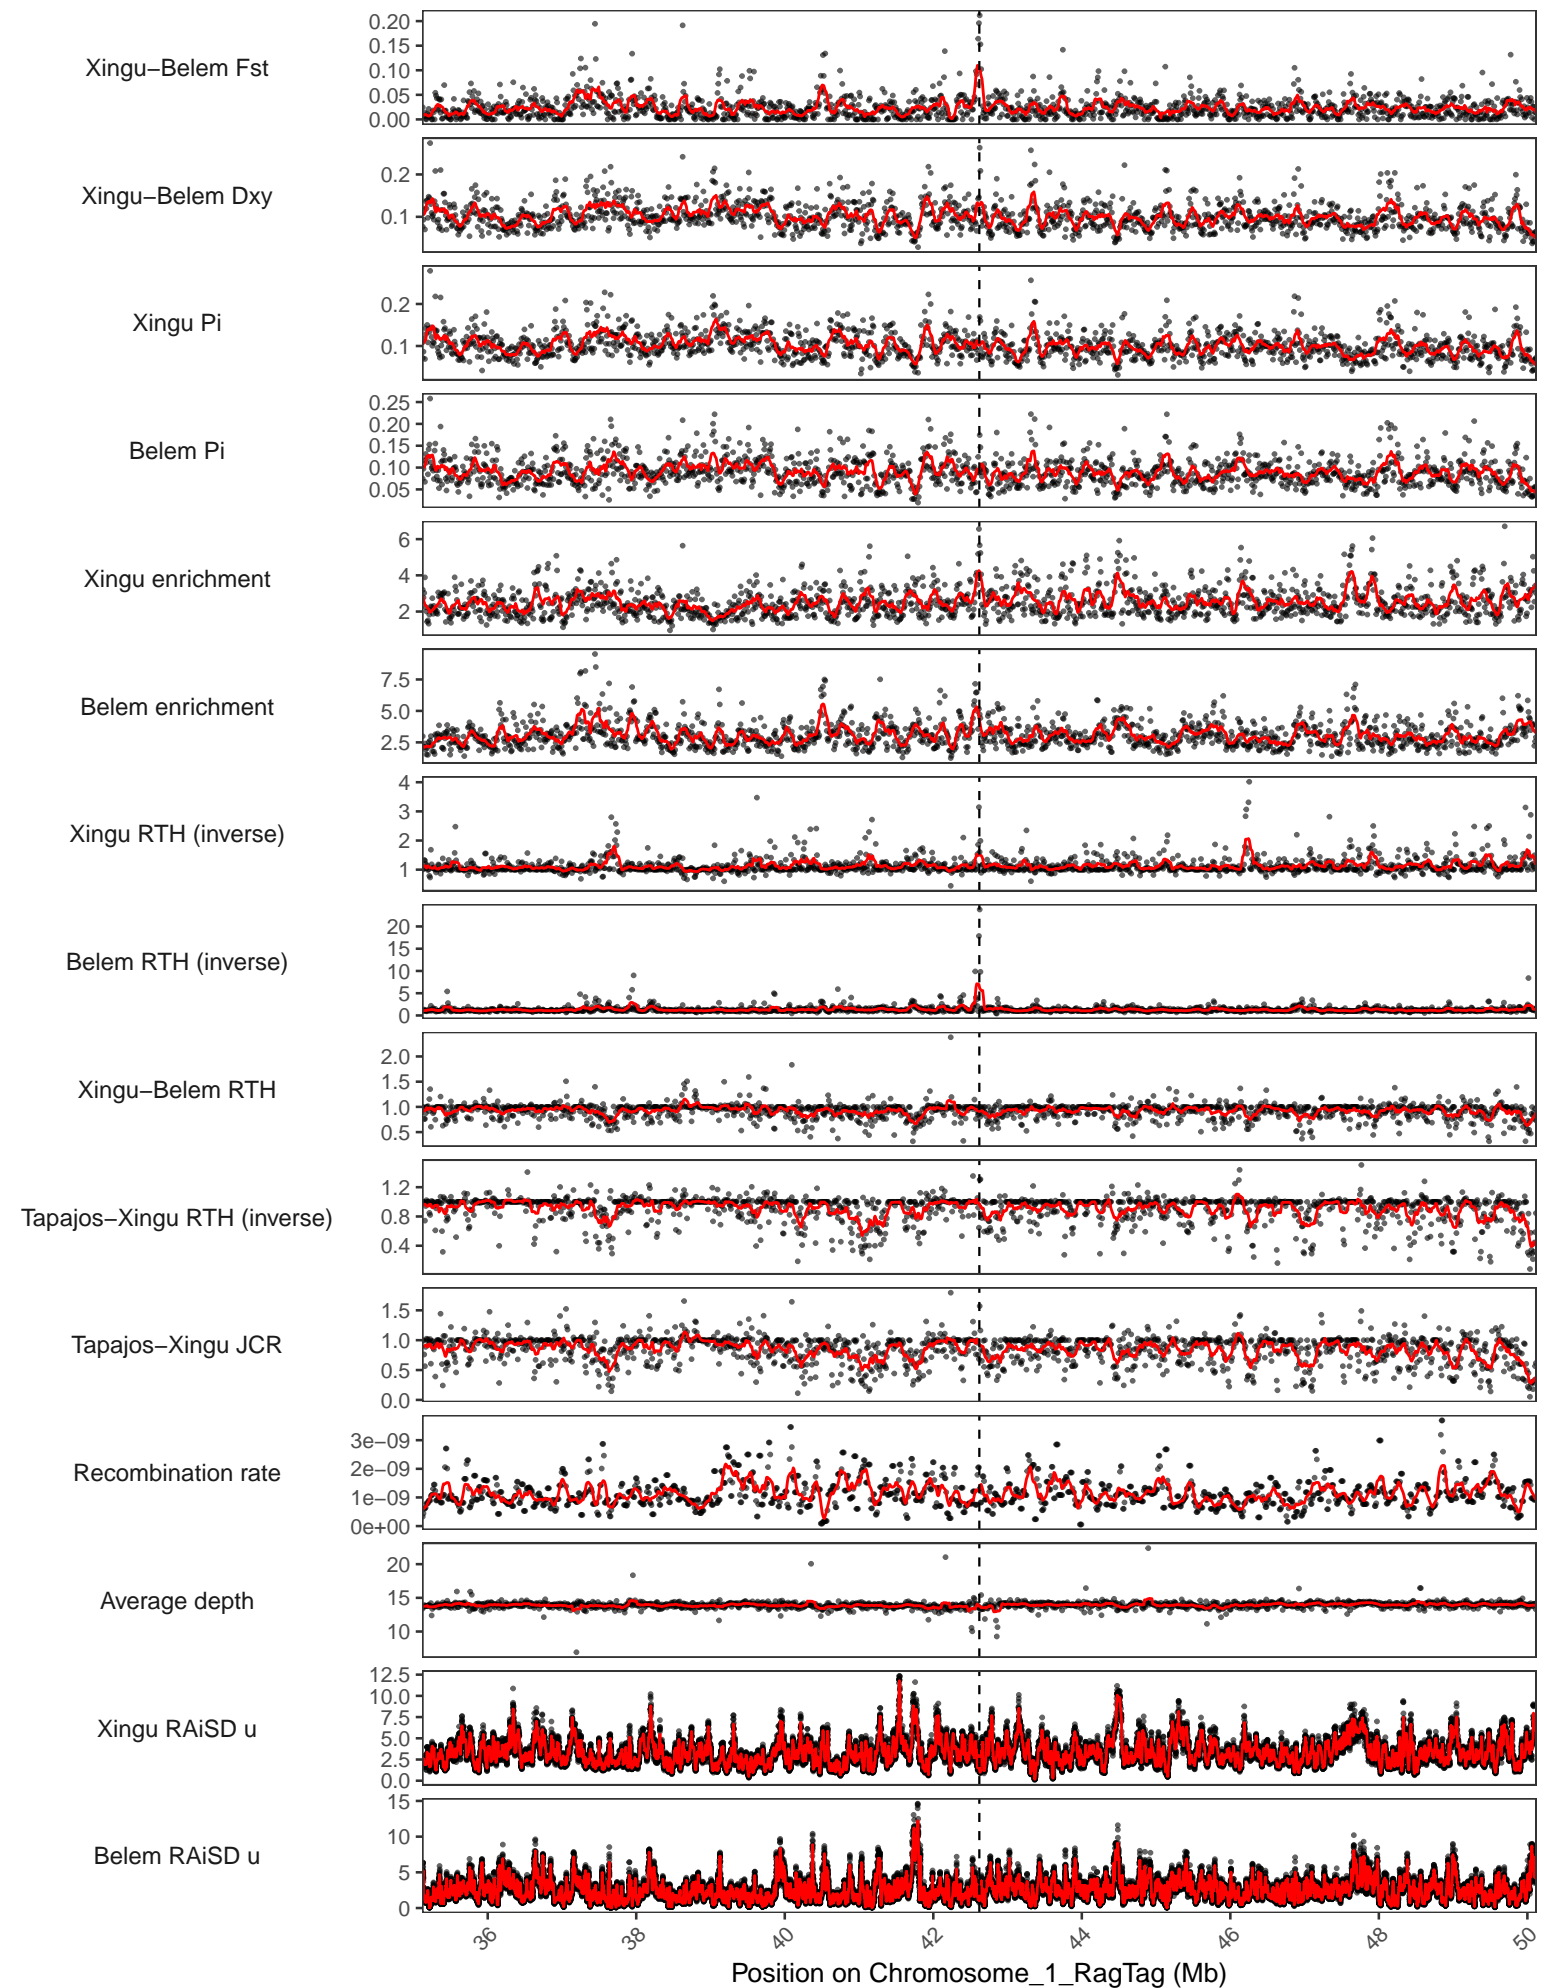 Xingu−Belem Fst
0.20
0.15
0.10
0.05
0.00
Xingu−Belem Dxy
0.2
0.1
Xingu Pi
0.2
0.1
Belem Pi
0.25
0.20
0.15
0.10
0.05
Xingu enrichment
6
4
2
Belem enrichment
7.5
5.0
2.5
Xingu RTH (inverse)
4
3
2
1
Belem RTH (inverse)
20
15
10
5
0
Xingu−Belem RTH
2.0
1.5
1.0
0.5
Tapajos−Xingu RTH (inverse)
1.2
0.8
0.4
Tapajos−Xingu JCR
1.5
1.0
0.5
0.0
Recombination rate
3e−09
2e−09
1e−09
0e+00
Average depth
20
15
10
Xingu RAiSD u
12.5
10.0
7.5
5.0
2.5
0.0
Belem RAiSD u
15
10
5
0
36 38 40 42 44 46 48 50
Position on Chromosome_1_RagTag (Mb)